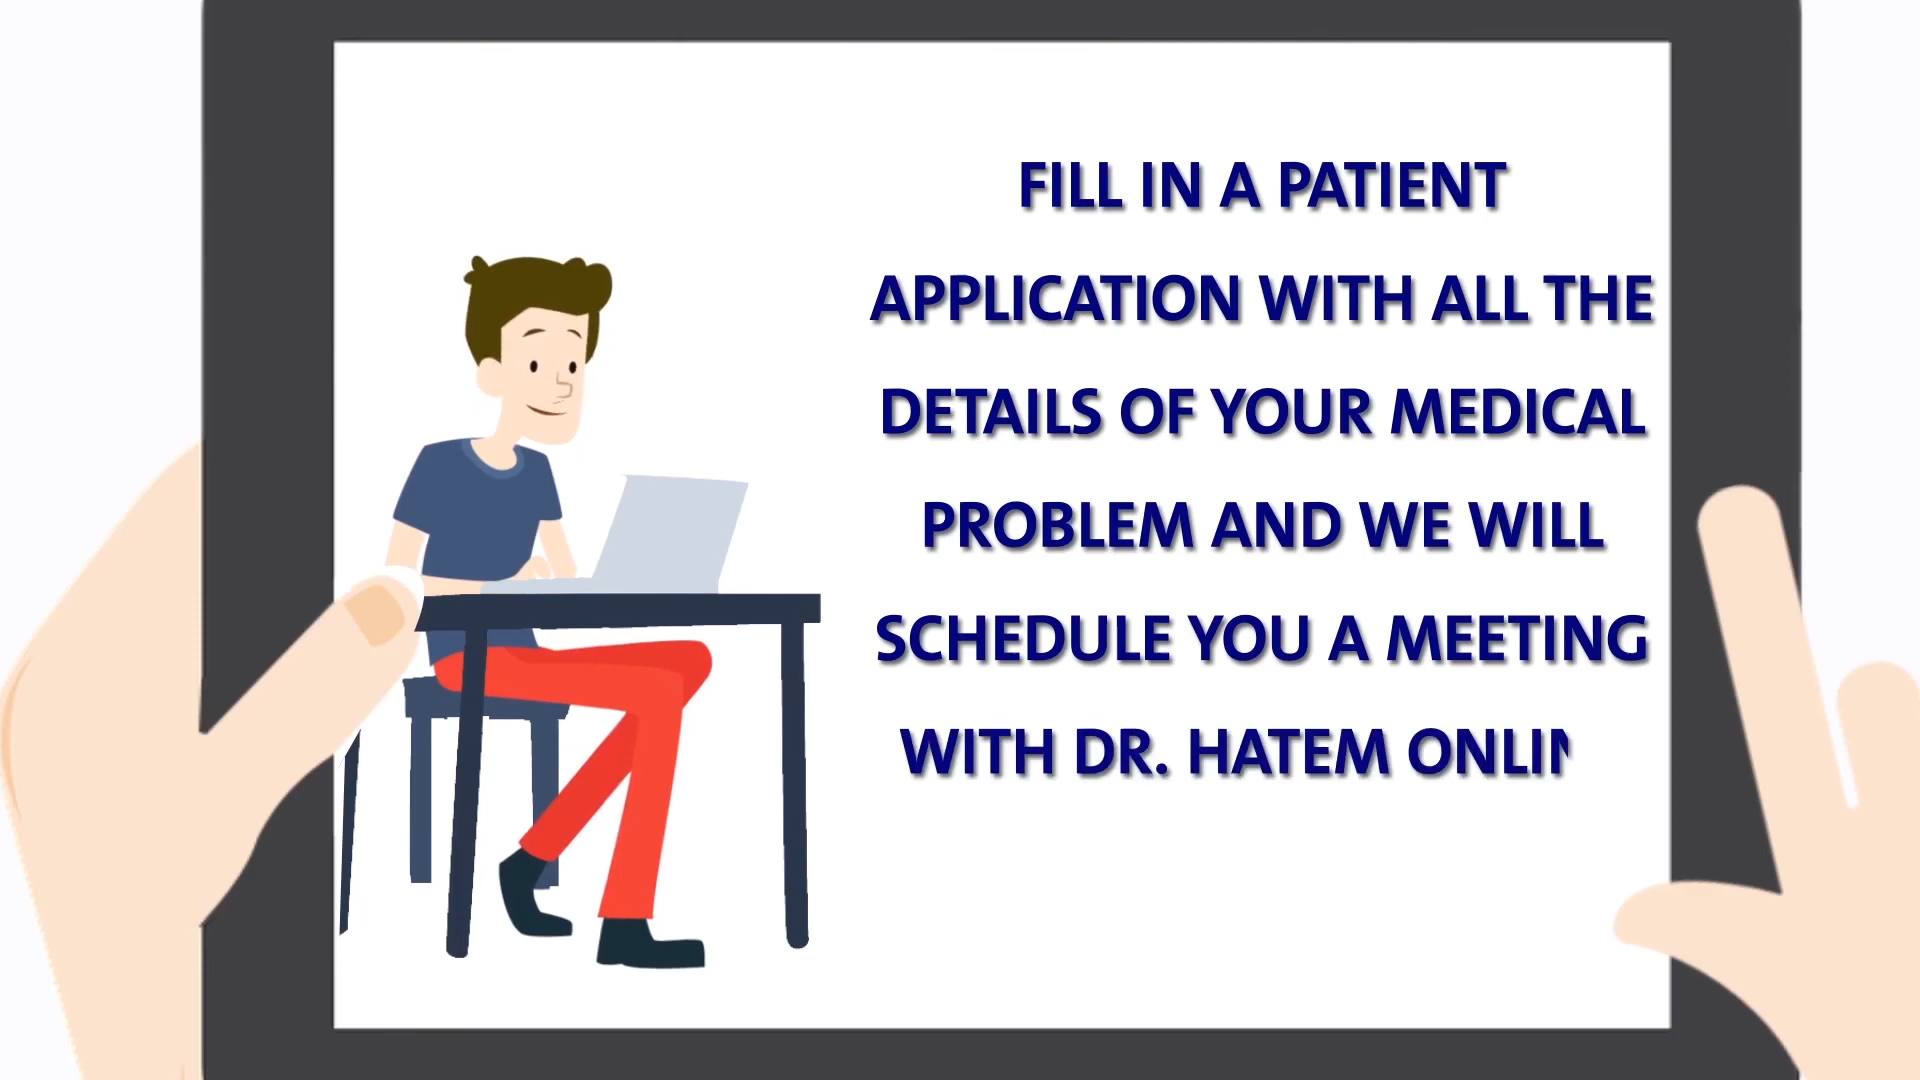 FILL IN A PATIENT
APPLICATION WITH ALL THE
DETAILS OF YOUR MEDICAL
PROBLEM AND WE WILL
SCHEDULE YOU A MEETING
WITH DR. HATEM